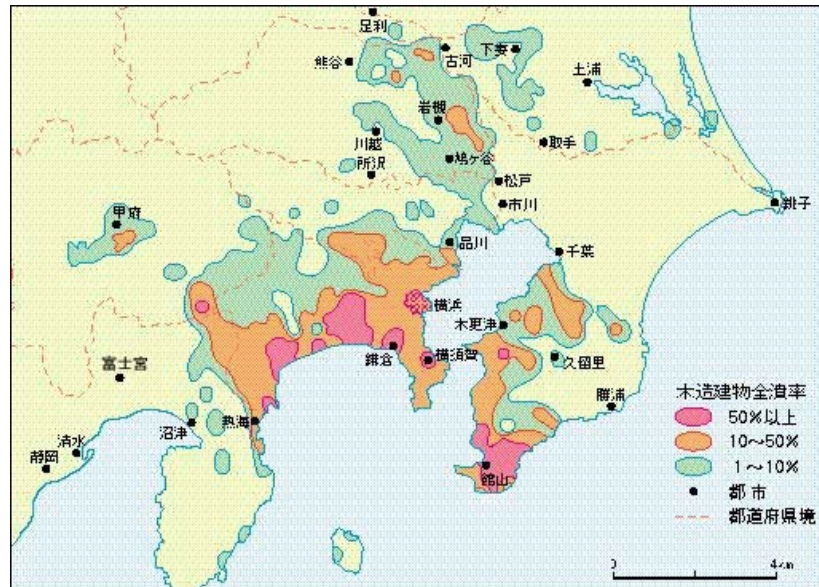 足利
古河
下妻
熊谷
土浦
岩槻
川越
取手
鳩ヶ谷
所沢
松戸
市川
銚子
甲府
品川
千葉
横浜
木更津
富士宮
鎌倉
横須賀
久留里
勝浦
沼津
熱海
清水
静岡
館山
木造建物全潰率
50%以上
10～50%
1～10%
都市
都道府県境
0 4km